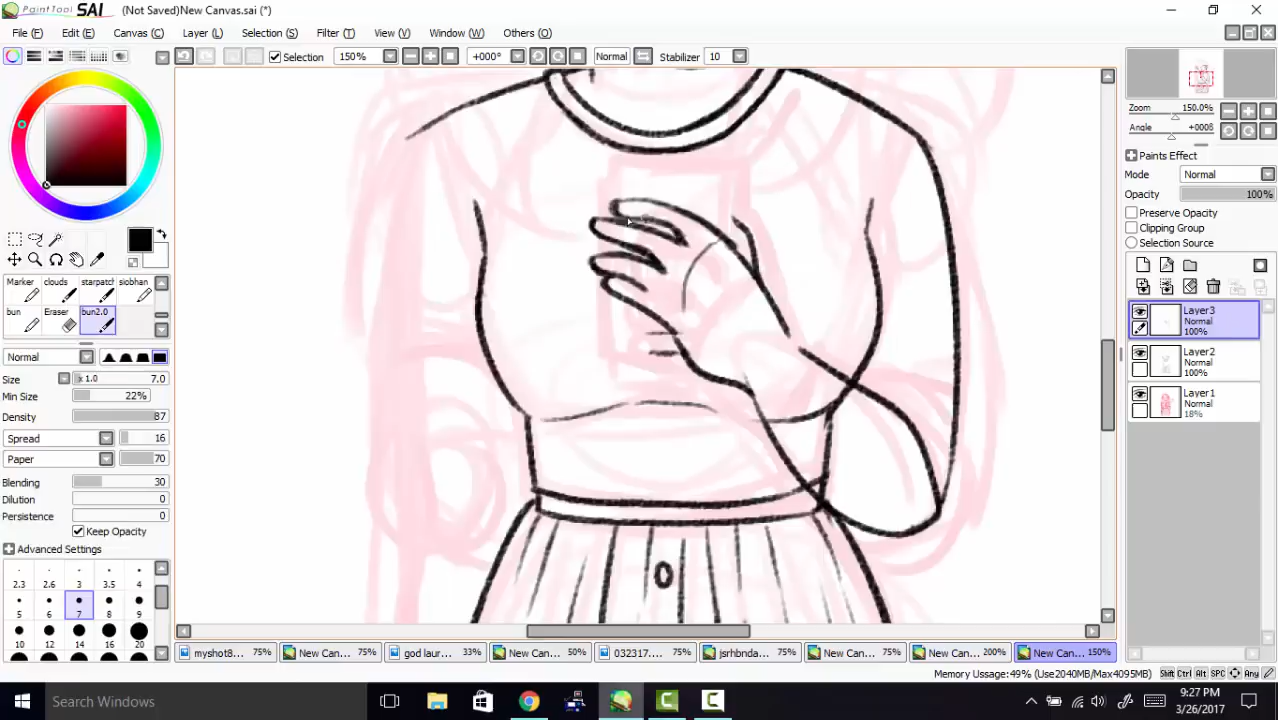 PaintTool SAI (Not Saved)New Canvas.sai (*)
File (F) Edit (E) Canvas (C) Layer (L) Selection (S) Filter (T) View (V) Window (W) Others (O)
Selection 150% +000° Normal Stabilizer 10
Zoom 150.0%
Angle +000δ
Paints Effect
Mode Normal
Opacity 100%
Preserve Opacity
Clipping Group
Selection Source
Marker clouds starpatch siobhan
bun Eraser bun2.0
Layer3
Normal
100%
Layer2
Normal
100%
Layer1
Normal
18%
Normal
Size x 1.0 7.0
Min Size 22%
Density 87
Spread 16
Paper 70
Blending 30
Dilution 0
Persistence 0
Keep Opacity
Advanced Settings
2.3 2.6 3 3.5 4
5 6 7 8 9
10 12 14 16 20
myshot8... 75% New Can... 75% god laur... 33% New Can... 50% 032317.... 75% jsrhbnda... 75% New Can... 75% New Can... 200% New Can... 150%
Memory Usage: 49% (Use2040MB/Max4095MB) Shift Ctrl Alt SPC Any
Search Windows
9:27 PM
3/26/2017